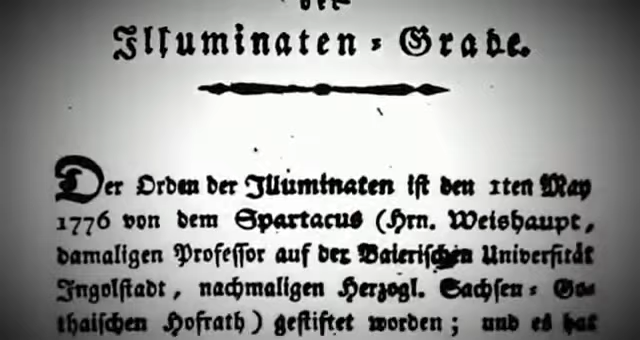 der
Illuminaten-Grade.
Der Orden der Illuminaten ist den 1ten May
1776 von dem Spartacus (Hrn. Weishaupt,
damaligen Professor auf der Baierischen Universität
Ingolstadt, nachmaligen Herzogl. Sachsen-Go-
thaischen Hofrath) gestiftet worden; und es hat